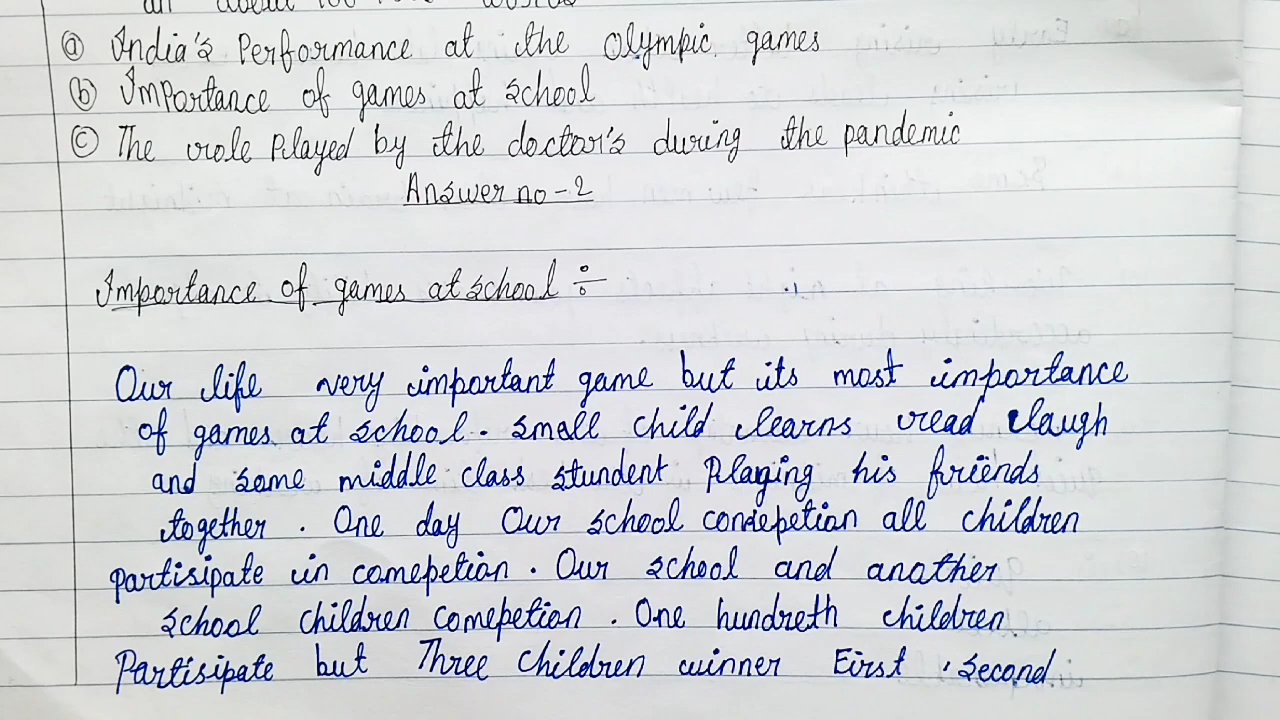 ⓐ India's Performance at the Olympic games
ⓑ Importance of games at school
ⓒ The role Played by the doctor's during the pandemic
Answer no - 2
Importance of games at school ÷
Our life very important game but its most importance
of games at school. small child learns read laugh
and some middle class stundent Playing his friends
together. One day Our school condepetion all children
partisipate in comepetion. Our school and another
school children comepetion. One hundreth children.
Partisipate but Three children winner First, second.